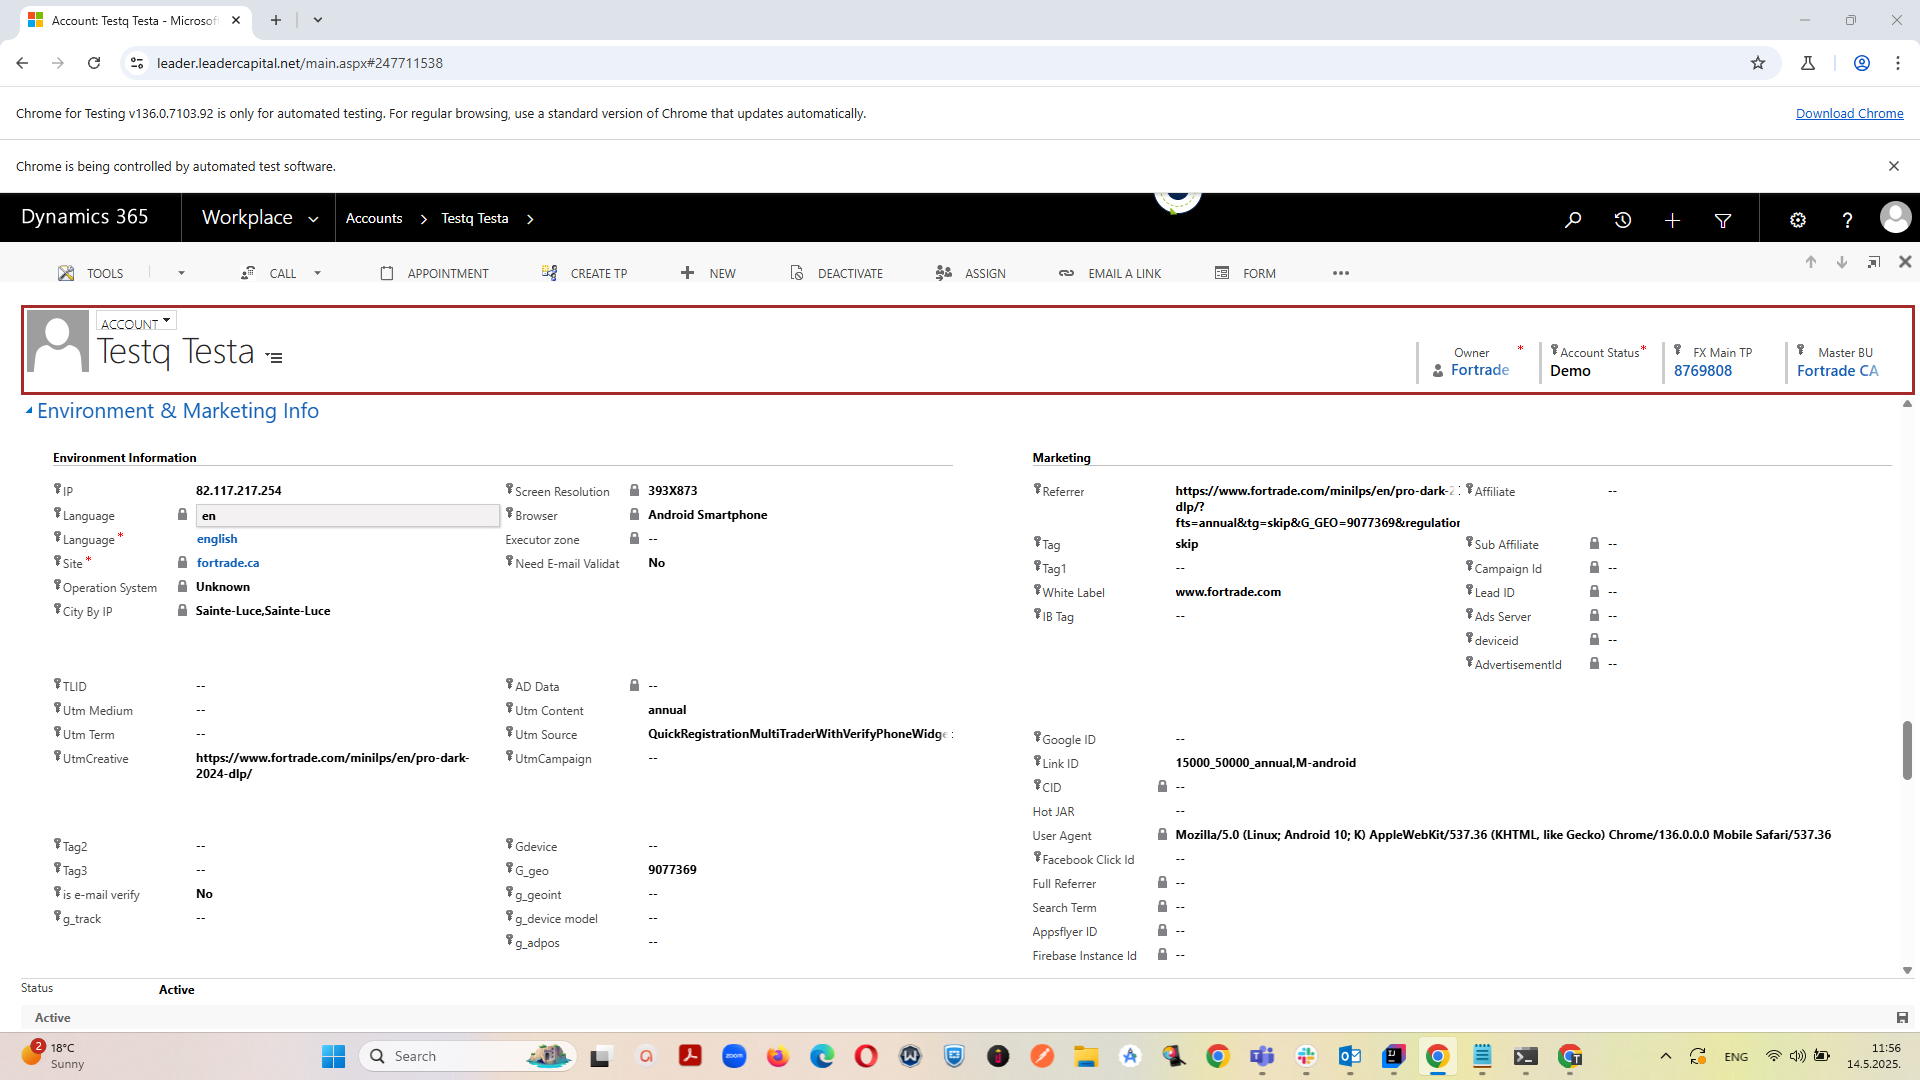 Account: Testq Testa - Microsof
leader.leadercapital.net/main.aspx#247711538
Chrome for Testing v136.0.7103.92 is only for automated testing. For regular browsing, use a standard version of Chrome that updates automatically.
Download Chrome
Chrome is being controlled by automated test software.
Dynamics 365
Workplace
Accounts
Testq Testa
TOOLS
CALL
APPOINTMENT
CREATE TP
NEW
DEACTIVATE
ASSIGN
EMAIL A LINK
FORM
ACCOUNT
Testq Testa
Owner *
Fortrade
Account Status *
Demo
FX Main TP
8769808
Master BU
Fortrade CA
Environment & Marketing Info
Environment Information
IP 82.117.217.254
Language en
Language * english
Site * fortrade.ca
Operation System Unknown
City By IP Sainte-Luce,Sainte-Luce
Screen Resolution 393X873
Browser Android Smartphone
Executor zone --
Need E-mail Validat No
TLID --
Utm Medium --
Utm Term --
UtmCreative https://www.fortrade.com/minilps/en/pro-dark-
2024-dlp/
AD Data --
Utm Content annual
Utm Source QuickRegistrationMultiTraderWithVerifyPhoneWidge
UtmCampaign --
Tag2 --
Tag3 --
is e-mail verify No
g_track --
Gdevice --
G_geo 9077369
g_geoint --
g_device model --
g_adpos --
Marketing
Referrer https://www.fortrade.com/minilps/en/pro-dark-2
dlp/?
fts=annual&tg=skip&G_GEO=9077369&regulation
Tag skip
Tag1 --
White Label www.fortrade.com
IB Tag --
Affiliate --
Sub Affiliate --
Campaign Id --
Lead ID --
Ads Server --
deviceid --
AdvertisementId --
Google ID --
Link ID 15000_50000_annual,M-android
CID --
Hot JAR --
User Agent Mozilla/5.0 (Linux; Android 10; K) AppleWebKit/537.36 (KHTML, like Gecko) Chrome/136.0.0.0 Mobile Safari/537.36
Facebook Click Id --
Full Referrer --
Search Term --
Appsflyer ID --
Firebase Instance Id --
Status Active
Active
2
18°C
Sunny
Search
zoom
ENG
11:56
14.5.2025.